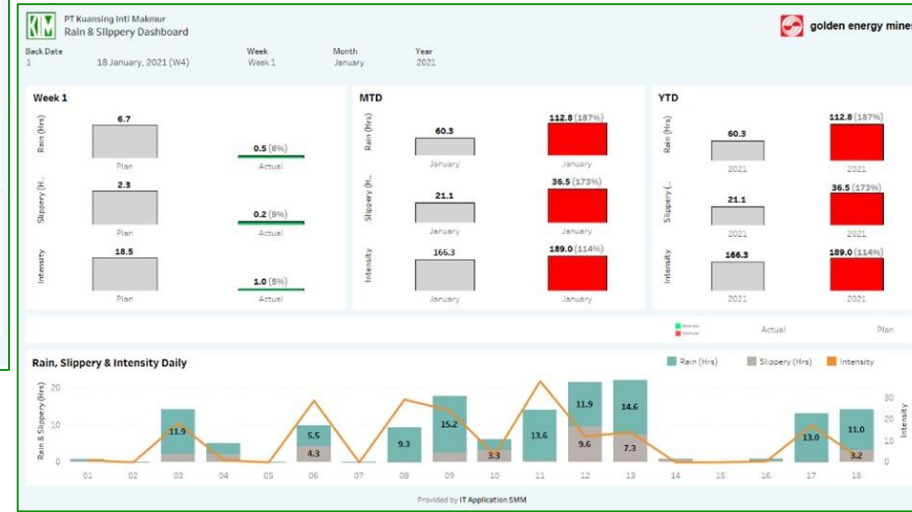 KIM
PT Kuansing Inti Makmur
Rain & Slippery Dashboard
golden energy mines
Back Date
1
18 January, 2021 (W4)
Week
Week 1
Month
January
Year
2021
Week 1
Rain (Hrs)
6.7
Plan
0.5 (8%)
Actual
Slippery (H..
2.3
Plan
0.2 (9%)
Actual
Intensity
18.5
Plan
1.0 (5%)
Actual
MTD
Rain (Hrs)
60.3
January
112.8 (187%)
January
Slippery (H..
21.1
January
36.5 (173%)
January
Intensity
166.3
January
189.0 (114%)
January
YTD
Rain (Hrs)
60.3
2021
112.8 (187%)
2021
Slippery (..
21.1
2021
36.5 (173%)
2021
Intensity
166.3
2021
189.0 (114%)
2021
Actual
Plan
Rain, Slippery & Intensity Daily
Rain (Hrs)
Slippery (Hrs)
Intensity
Rain & Slippery (Hrs)
20
10
0
11.9
5.5
4.3
9.3
15.2
3.3
13.6
11.9
9.6
14.6
7.3
13.0
11.0
3.2
30
20
10
0
Intensity
01 02 03 04 05 06 07 08 09 10 11 12 13 14 15 16 17 18
Provided by IT Application SMM